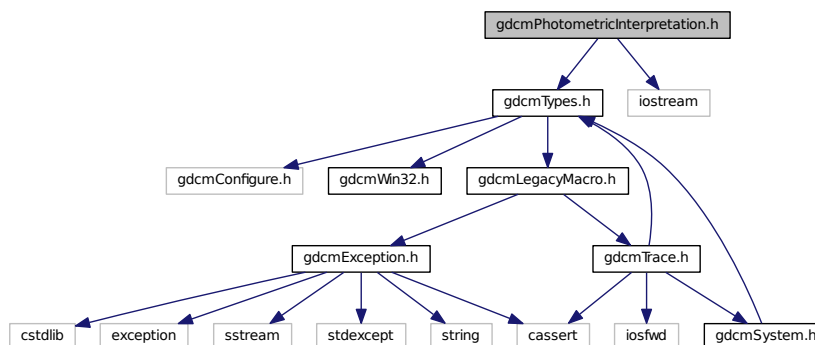 gdcmPhotometricInterpretation.h
gdcmTypes.h
iostream
gdcmConfigure.h
gdcmWin32.h
gdcmLegacyMacro.h
gdcmException.h
gdcmTrace.h
cstdlib
exception
sstream
stdexcept
string
cassert
iosfwd
gdcmSystem.h